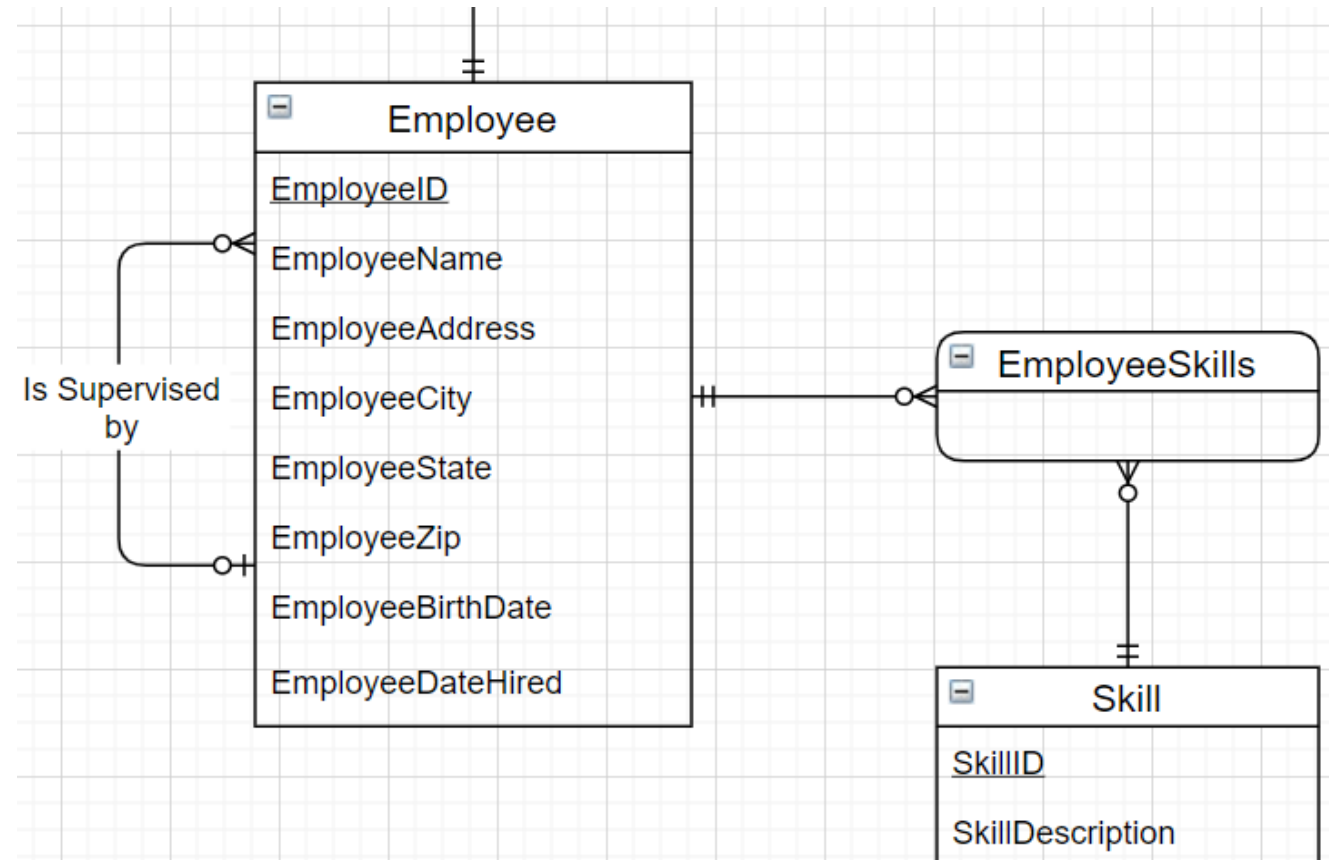 Employee
EmployeeID
EmployeeName
EmployeeAddress
EmployeeCity
EmployeeState
EmployeeZip
EmployeeBirthDate
EmployeeDateHired
Is Supervised
by
EmployeeSkills
Skill
SkillID
SkillDescription